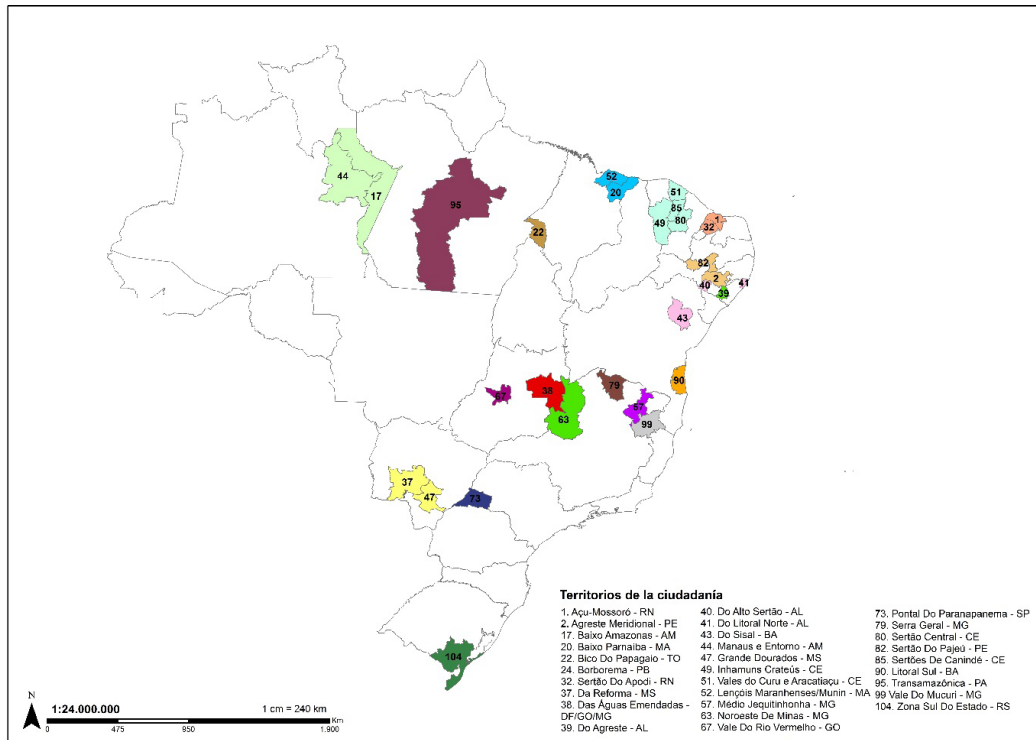 44
17
95
52
20
22
51
85
49
80
1
32
82
2
40
39
41
43
90
38
79
67
57
63
99
37
47
73
104
N
1:24.000.000
1 cm = 240 km
1.900
950
475
0
Km
Territorios de la ciudadanía
1. Açu-Mossoró - RN
2. Agreste Meridional - PE
17. Baixo Amazonas - AM
20. Baixo Parnaiba - MA
22. Bico Do Papagaio - TO
24. Borborema - PB
32. Sertão Do Apodi - RN
37. Da Reforma - MS
38. Das Águas Emendadas -
DF/GO/MG
39. Do Agreste - AL
40. Do Alto Sertão - AL
41. Do Litoral Norte - AL
43. Do Sisal - BA
44. Manaus e Entorno - AM
47. Grande Dourados - MS
49. Inhamuns Crateús - CE
51. Vales do Curu e Aracatiaçu - CE
52. Lençóis Maranhenses/Munin - MA
57. Médio Jequitinhonha - MG
63. Noroeste De Minas - MG
67. Vale Do Rio Vermelho - GO
73. Pontal Do Paranapanema - SP
79. Serra Geral - MG
80. Sertão Central - CE
82. Sertão Do Pajeú - PE
85. Sertões De Canindé - CE
90. Litoral Sul - BA
95. Transamazônica - PA
99 Vale Do Mucuri - MG
104. Zona Sul Do Estado - RS